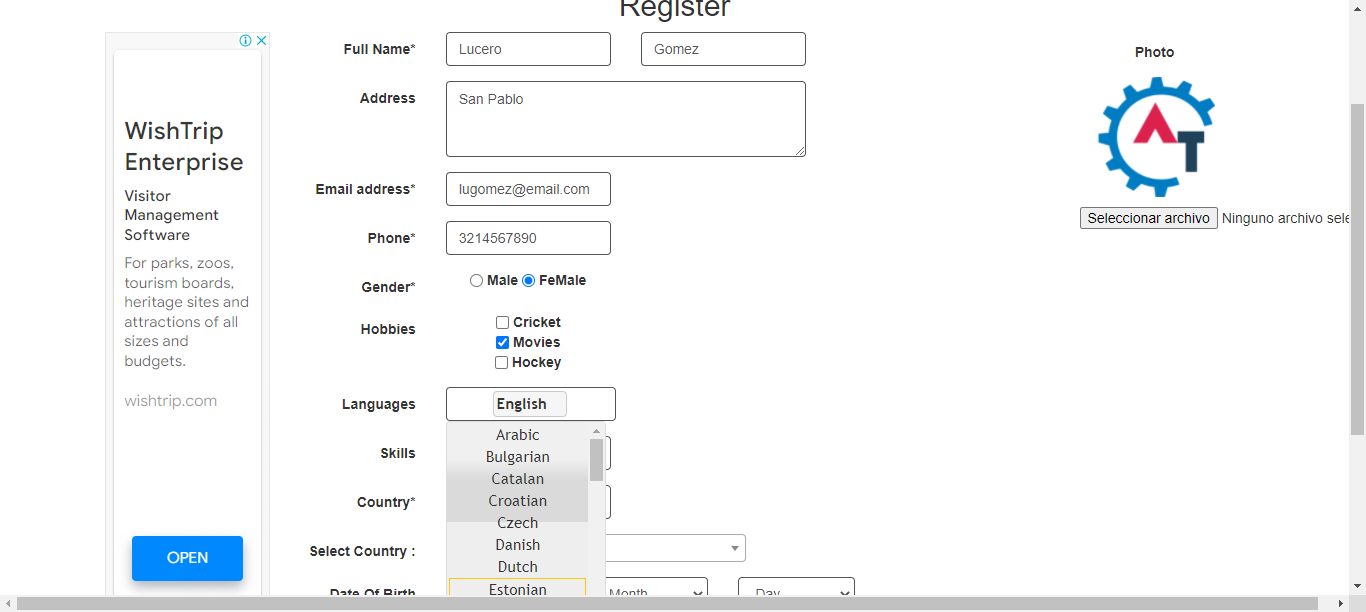 Register
WishTrip
Enterprise
Visitor
Management
Software
For parks, zoos,
tourism boards,
heritage sites and
attractions of all
sizes and
budgets.
wishtrip.com
OPEN
Full Name* Lucero Gomez
Address San Pablo
Email address* lugomez@email.com
Phone* 3214567890
Gender* Male FeMale
Hobbies Cricket
Movies
Hockey
Languages English
Arabic
Bulgarian
Catalan
Croatian
Czech
Danish
Dutch
Estonian
Skills
Country*
Select Country :
Date Of Birth Month Day
Photo
AT
Seleccionar archivo Ninguno archivo sele